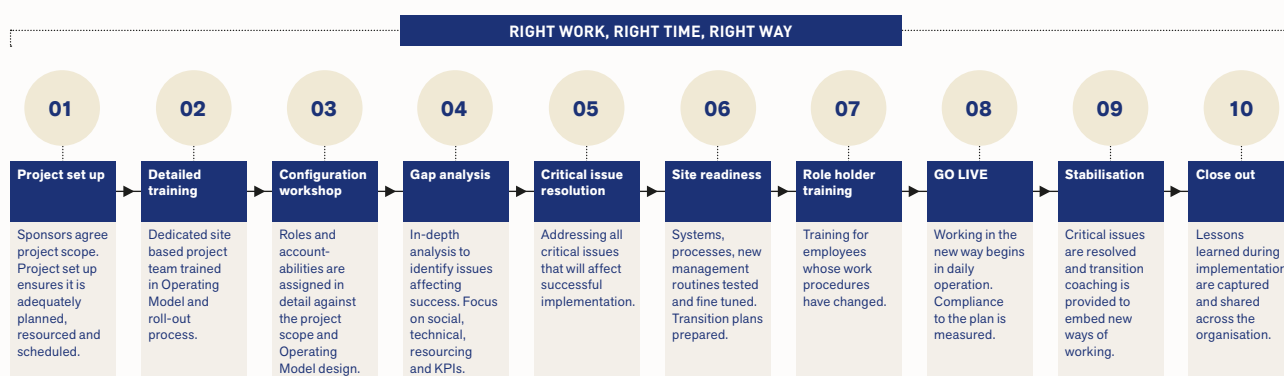 RIGHT WORK, RIGHT TIME, RIGHT WAY
01
Project set up
Sponsors agree
project scope.
Project set up
ensures it is
adequately
planned,
resourced and
scheduled.
02
Detailed
training
Dedicated site
based project
team trained
in Operating
Model and
roll-out
process.
03
Configuration
workshop
Roles and
account-
abilities are
assigned in
detail against
the project
scope and
Operating
Model design.
04
Gap analysis
In-depth
analysis to
identify issues
affecting
success. Focus
on social,
technical,
resourcing
and KPIs.
05
Critical issue
resolution
Addressing all
critical issues
that will affect
successful
implementation.
06
Site readiness
Systems,
processes, new
management
routines tested
and fine tuned.
Transition plans
prepared.
07
Role holder
training
Training for
employees
whose work
procedures
have changed.
08
GO LIVE
Working in the
new way begins
in daily
operation.
Compliance
to the plan is
measured.
09
Stabilisation
Critical issues
are resolved
and transition
coaching is
provided to
embed new
ways of
working.
10
Close out
Lessons
learned during
implementation
are captured
and shared
across the
organisation.